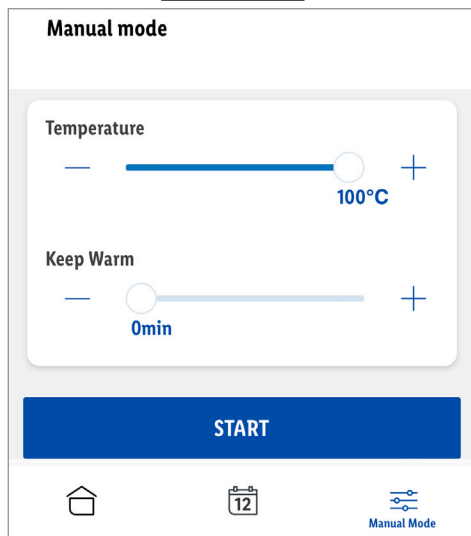 Manual mode
Temperature
100°C
Keep Warm
0min
START
12
Manual Mode